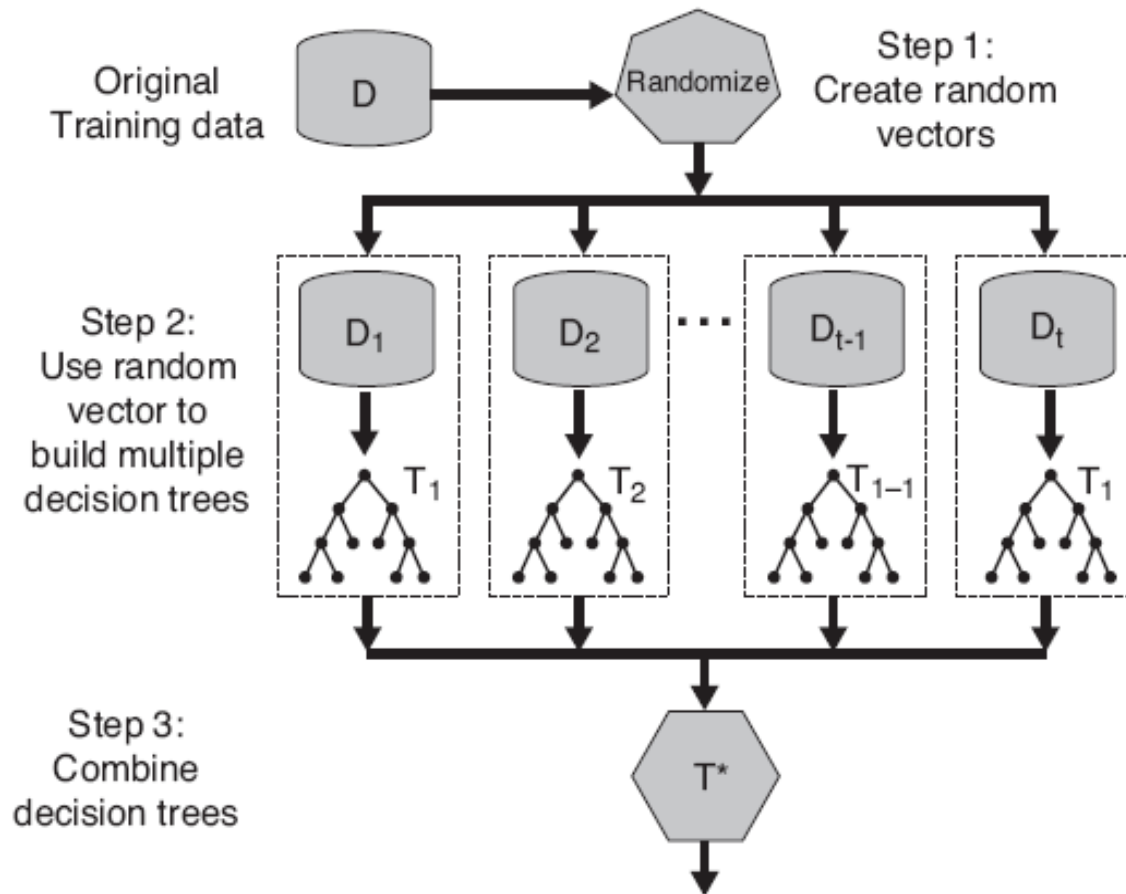 Original
Training data
D
Randomize
Step 1:
Create random
vectors
Step 2:
Use random
vector to
build multiple
decision trees
D₁
D₂
...
Dₜ₋₁
Dₜ
T₁
T₂
T₁₋₁
T₁
Step 3:
Combine
decision trees
T*